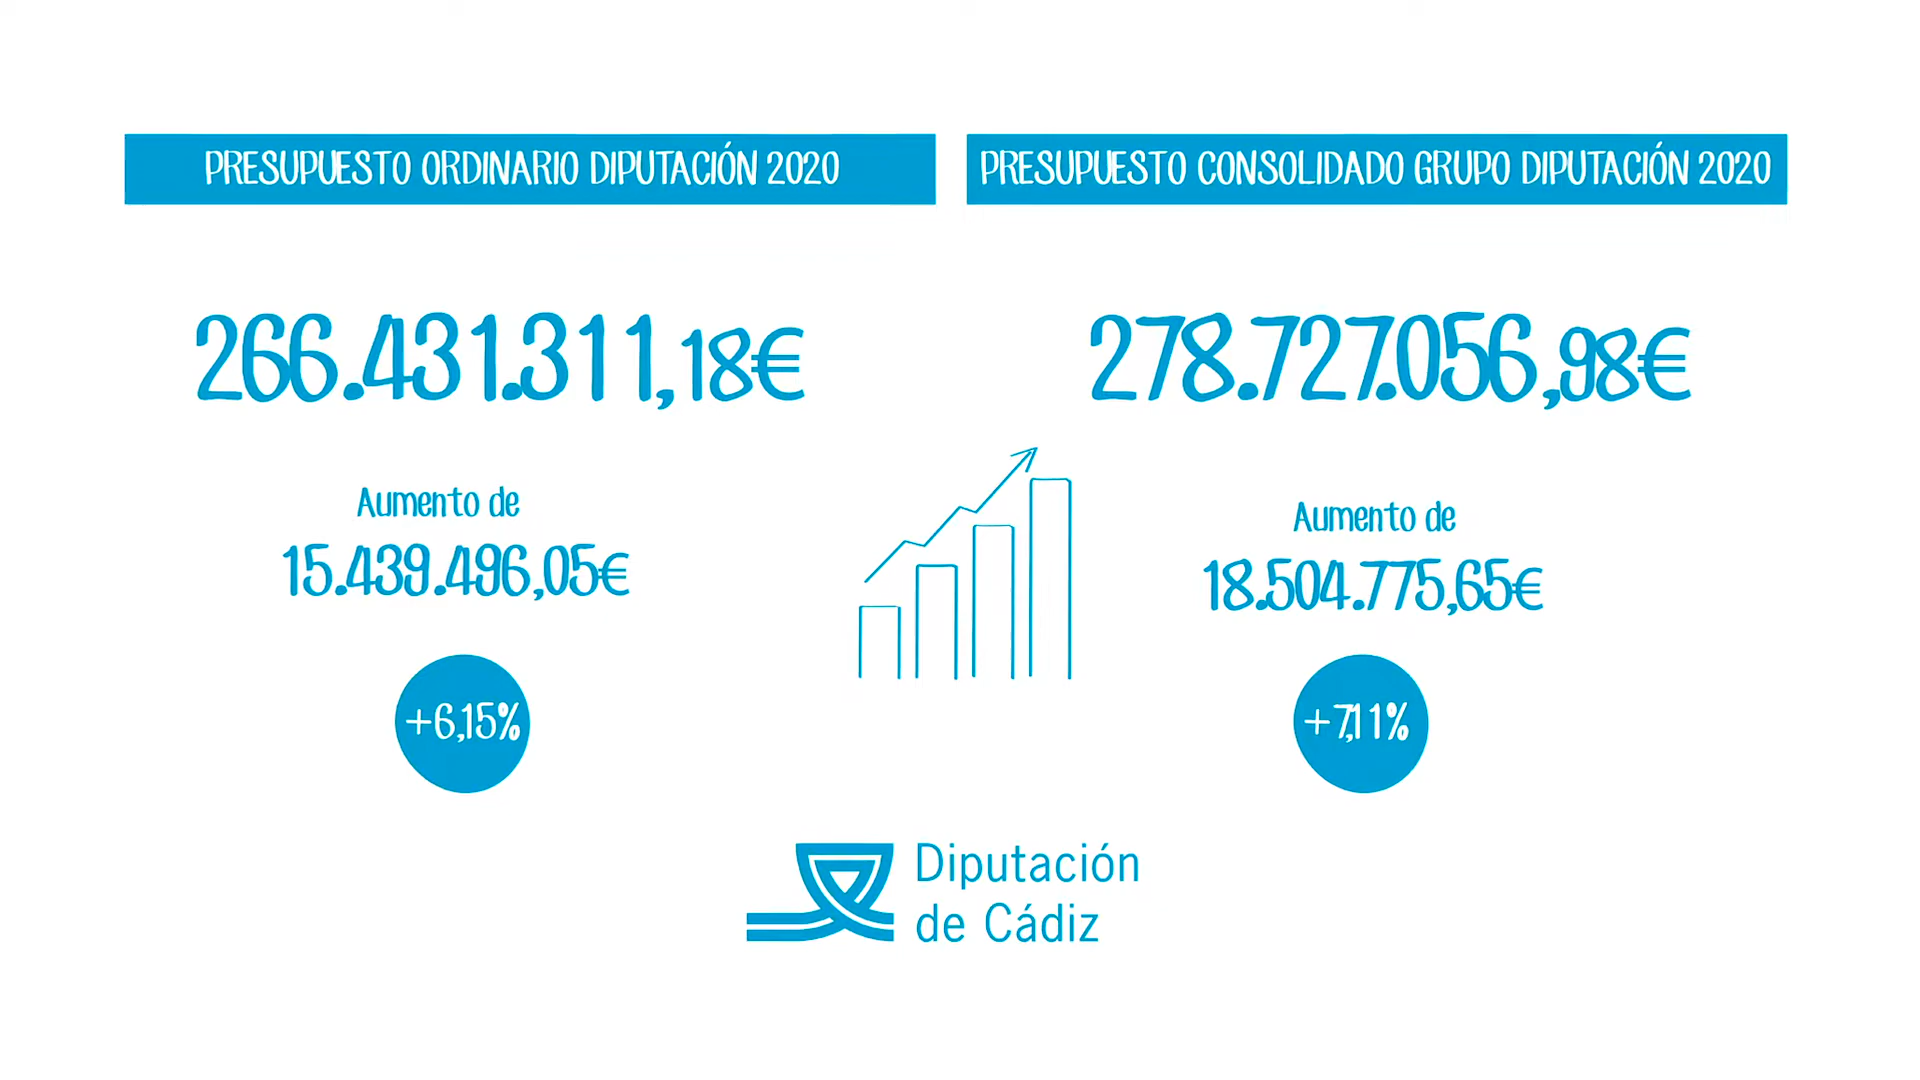 PRESUPUESTO ORDINARIO DIPUTACIÓN 2020
266.431.311,18€
Aumento de
15.439.496,05€
+6,15%
PRESUPUESTO CONSOLIDADO GRUPO DIPUTACIÓN 2020
278.727.056,98€
Aumento de
18.504.775,65€
+7,11%
Diputación
de Cádiz